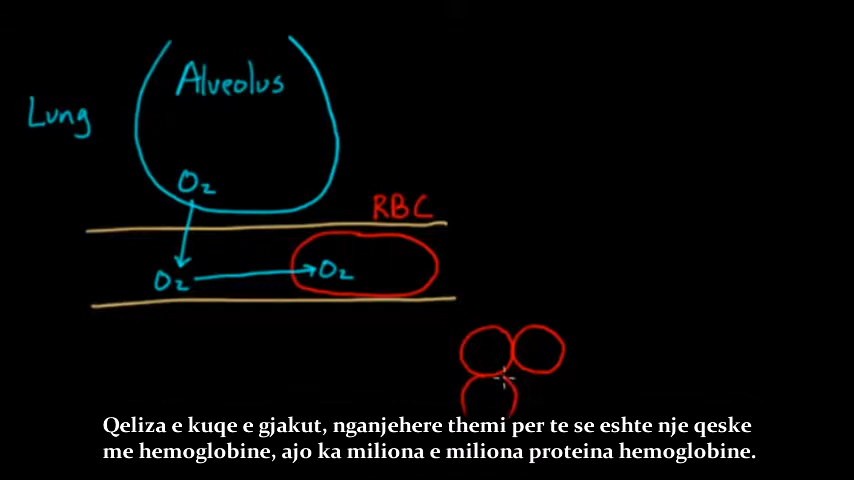 Alveolus
Lung
O2
RBC
O2
O2
Qeliza e kuqe e gjakut, nganjehere themi per te se eshte nje qeske
me hemoglobine, ajo ka miliona e miliona proteina hemoglobine.